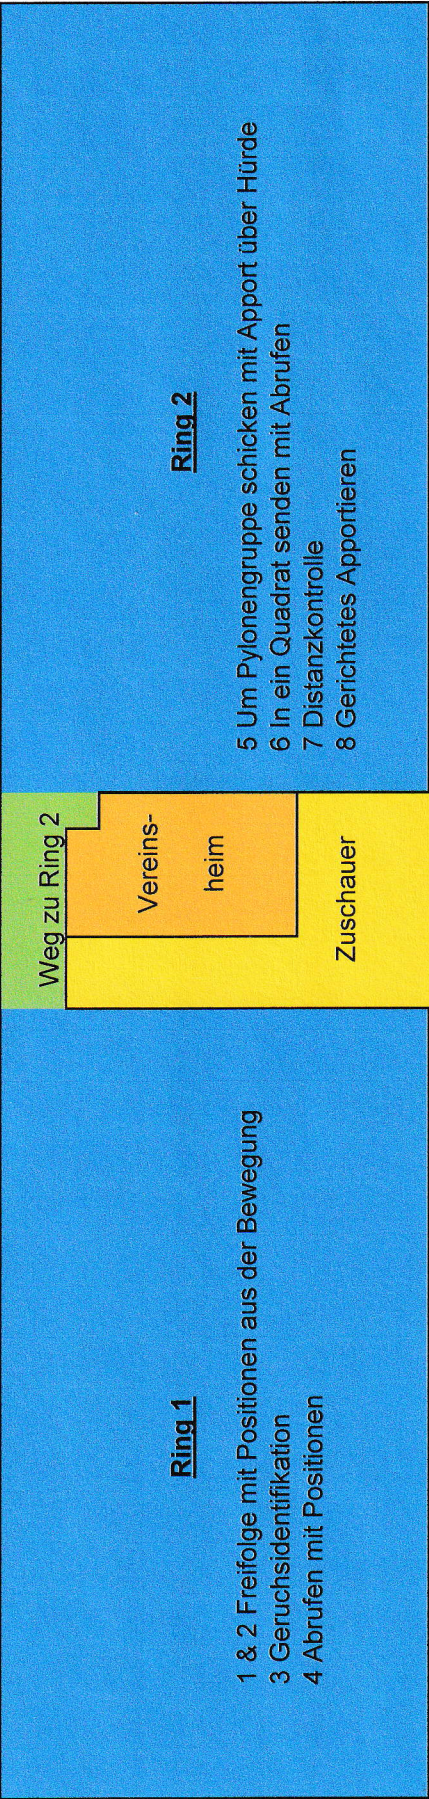 Ring 1
1 & 2 Freifolge mit Positionen aus der Bewegung
3 Geruchsidentifikation
4 Abrufen mit Positionen
Weg zu Ring 2
Vereins-
heim
Zuschauer
Ring 2
5 Um Pylonengruppe schicken mit Apport über Hürde
6 In ein Quadrat senden mit Abrufen
7 Distanzkontrolle
8 Gerichtetes Apportieren